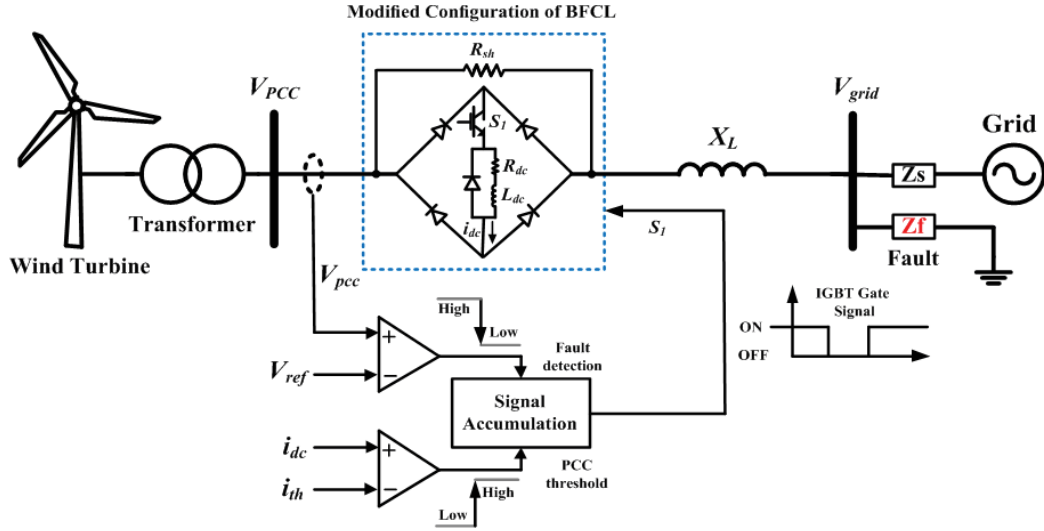 Modified Configuration of BFCL
R_sh
V_PCC
V_grid
Grid
S_1
X_L
R_dc
L_dc
Zs
Transformer
i_dc
S_1
Zf
Wind Turbine
Fault
V_pcc
IGBT Gate
Signal
High
Low
ON
OFF
+
Fault
detection
V_ref
−
Signal
Accumulation
i_dc
+
PCC
threshold
i_th
−
High
Low